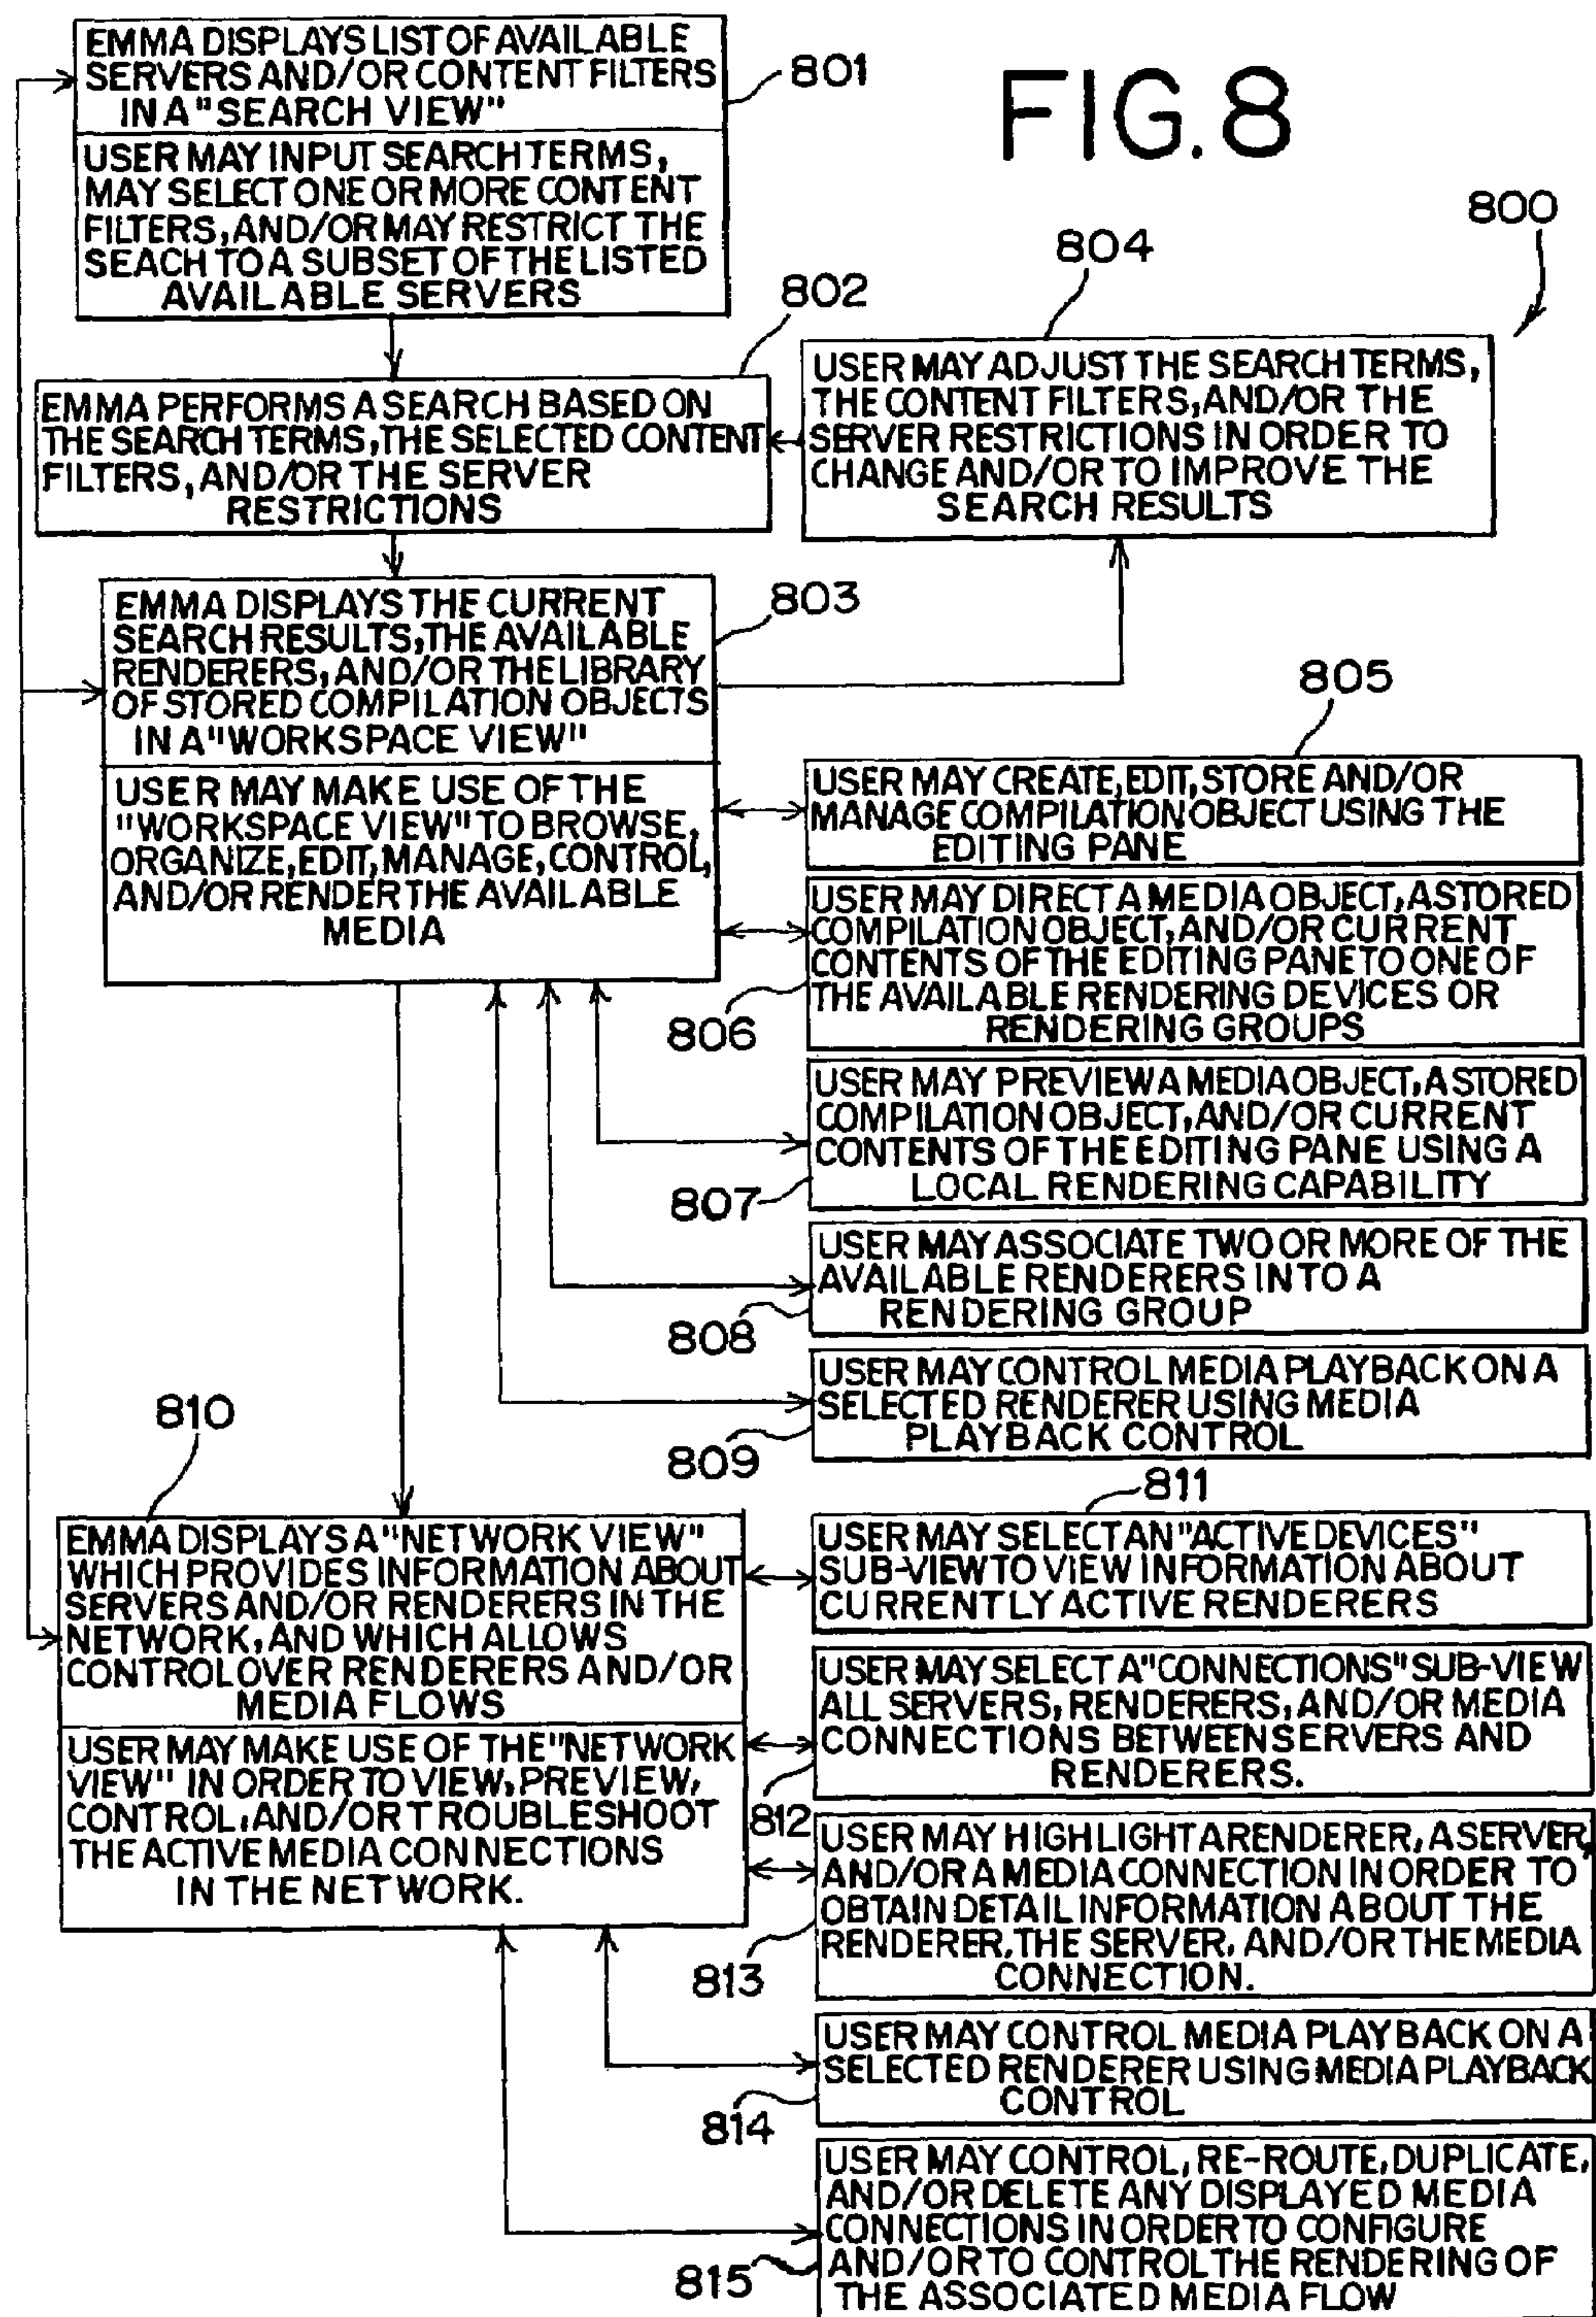 FIG. 8
800
801
EMMA DISPLAYS LIST OF AVAILABLE
SERVERS AND/OR CONTENT FILTERS
IN A "SEARCH VIEW"
USER MAY INPUT SEARCH TERMS,
MAY SELECT ONE OR MORE CONTENT
FILTERS, AND/OR MAY RESTRICT THE
SEACH TO A SUBSET OF THE LISTED
AVAILABLE SERVERS
802
EMMA PERFORMS A SEARCH BASED ON
THE SEARCH TERMS, THE SELECTED CONTENT
FILTERS, AND/OR THE SERVER
RESTRICTIONS
804
USER MAY ADJUST THE SEARCH TERMS,
THE CONTENT FILTERS, AND/OR THE
SERVER RESTRICTIONS IN ORDER TO
CHANGE AND/OR TO IMPROVE THE
SEARCH RESULTS
803
EMMA DISPLAYS THE CURRENT
SEARCH RESULTS, THE AVAILABLE
RENDERERS, AND/OR THE LIBRARY
OF STORED COMPILATION OBJECTS
IN A "WORKSPACE VIEW"
USER MAY MAKE USE OF THE
"WORKSPACE VIEW" TO BROWSE,
ORGANIZE, EDIT, MANAGE, CONTROL,
AND/OR RENDER THE AVAILABLE
MEDIA
805
USER MAY CREATE, EDIT, STORE AND/OR
MANAGE COMPILATION OBJECT USING THE
EDITING PANE
806
USER MAY DIRECT A MEDIA OBJECT, A STORED
COMPILATION OBJECT, AND/OR CURRENT
CONTENTS OF THE EDITING PANE TO ONE OF
THE AVAILABLE RENDERING DEVICES OR
RENDERING GROUPS
807
USER MAY PREVIEW A MEDIA OBJECT, A STORED
COMPILATION OBJECT, AND/OR CURRENT
CONTENTS OF THE EDITING PANE USING A
LOCAL RENDERING CAPABILITY
808
USER MAY ASSOCIATE TWO OR MORE OF THE
AVAILABLE RENDERERS INTO A
RENDERING GROUP
809
USER MAY CONTROL MEDIA PLAYBACK ON A
SELECTED RENDERER USING MEDIA
PLAYBACK CONTROL
810
EMMA DISPLAYS A "NETWORK VIEW"
WHICH PROVIDES INFORMATION ABOUT
SERVERS AND/OR RENDERERS IN THE
NETWORK, AND WHICH ALLOWS
CONTROL OVER RENDERERS AND/OR
MEDIA FLOWS
USER MAY MAKE USE OF THE "NETWORK
VIEW" IN ORDER TO VIEW, PREVIEW,
CONTROL, AND/OR TROUBLESHOOT
THE ACTIVE MEDIA CONNECTIONS
IN THE NETWORK.
811
USER MAY SELECT AN "ACTIVE DEVICES"
SUB-VIEW TO VIEW INFORMATION ABOUT
CURRENTLY ACTIVE RENDERERS
812
USER MAY SELECT A "CONNECTIONS" SUB-VIEW
ALL SERVERS, RENDERERS, AND/OR MEDIA
CONNECTIONS BETWEEN SERVERS AND
RENDERERS.
813
USER MAY HIGHLIGHT A RENDERER, A SERVER,
AND/OR A MEDIA CONNECTION IN ORDER TO
OBTAIN DETAIL INFORMATION ABOUT THE
RENDERER, THE SERVER, AND/OR THE MEDIA
CONNECTION.
814
USER MAY CONTROL MEDIA PLAYBACK ON A
SELECTED RENDERER USING MEDIA PLAYBACK
CONTROL
815
USER MAY CONTROL, RE-ROUTE, DUPLICATE,
AND/OR DELETE ANY DISPLAYED MEDIA
CONNECTIONS IN ORDER TO CONFIGURE
AND/OR TO CONTROL THE RENDERING OF
THE ASSOCIATED MEDIA FLOW